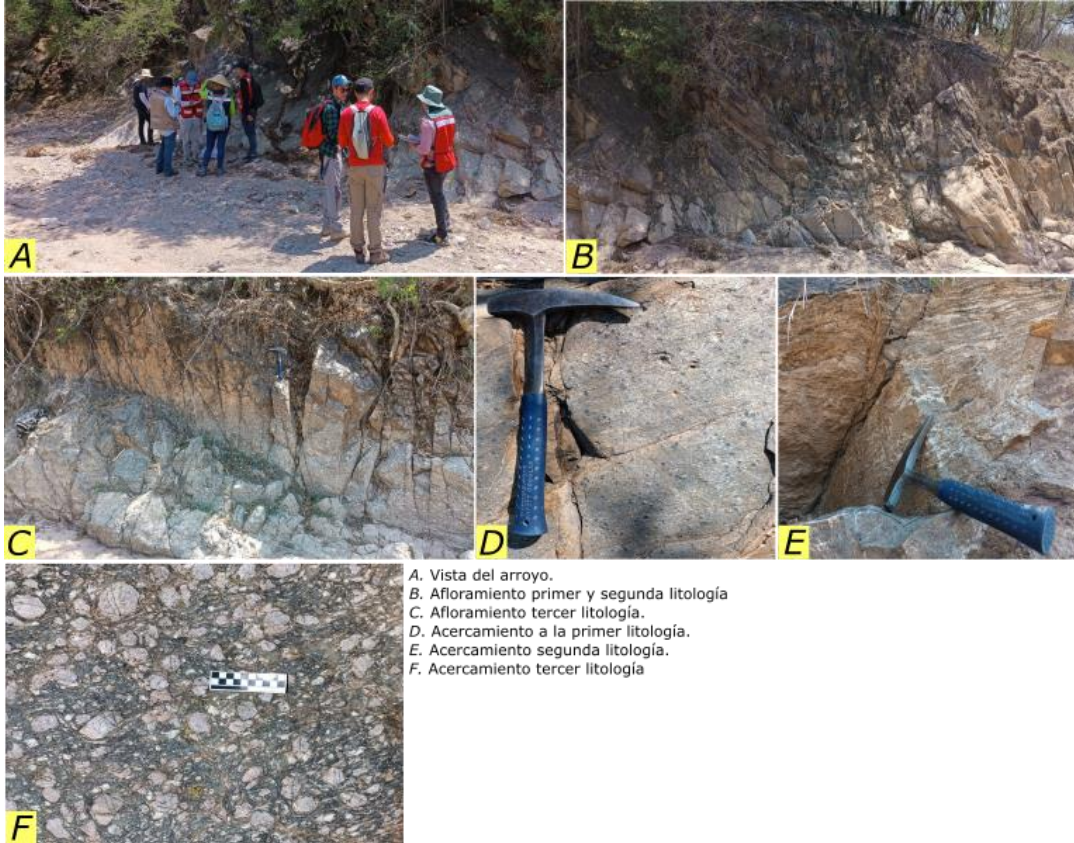 A
B
C
D
E
A. Vista del arroyo.
B. Afloramiento primer y segunda litología
C. Afloramiento tercer litología.
D. Acercamiento a la primer litología.
E. Acercamiento segunda litología.
F. Acercamiento tercer litología
F